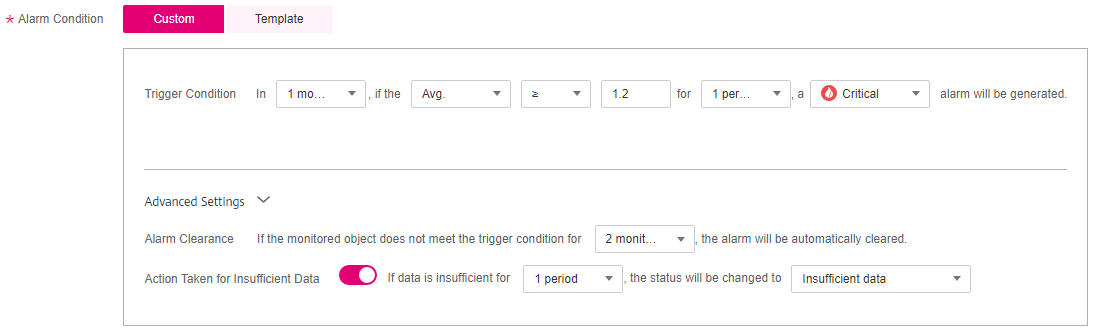 * Alarm Condition Custom Template
Trigger Condition In 1 mo... , if the Avg. ≥ 1.2 for 1 per... , a Critical alarm will be generated.
Advanced Settings
Alarm Clearance If the monitored object does not meet the trigger condition for 2 monit... , the alarm will be automatically cleared.
Action Taken for Insufficient Data If data is insufficient for 1 period , the status will be changed to Insufficient data